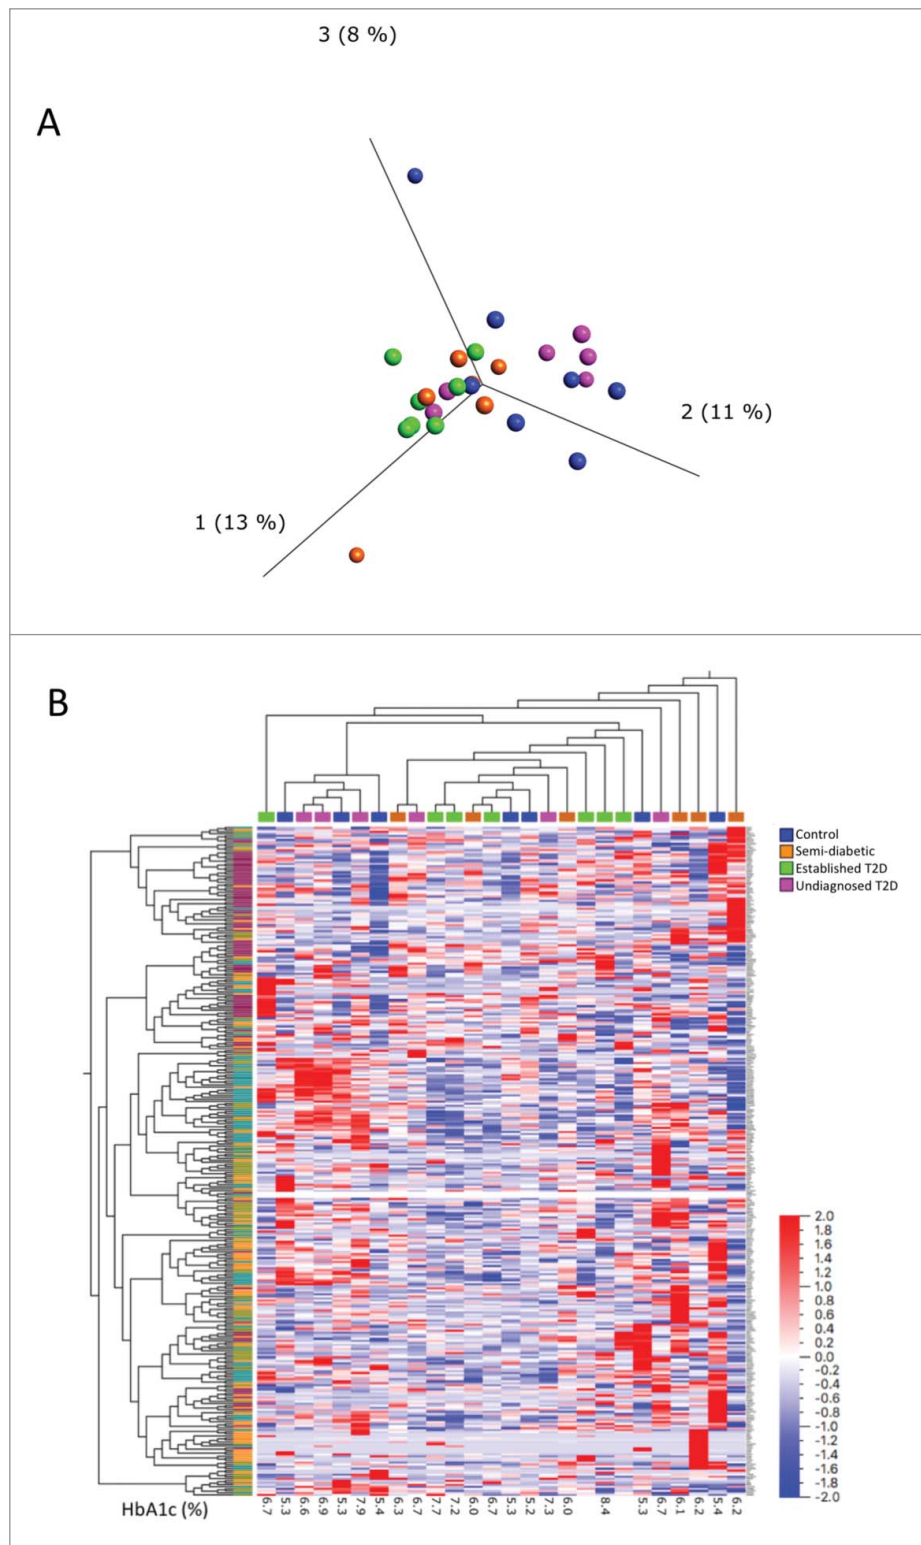 3 (8 %)
A
2 (11 %)
1 (13 %)
B
Control
Semi-diabetic
Established T2D
Undiagnosed T2D
2.0
1.8
1.6
1.4
1.2
1.0
0.8
0.6
0.4
0.2
0.0
-0.2
-0.4
-0.6
-0.8
-1.0
-1.2
-1.4
-1.6
-1.8
-2.0
HbA1c (%) 6.7 5.3 6.6 6.9 5.3 7.9 5.4 6.3 6.7 7.7 7.2 6.0 6.7 5.3 5.2 7.3 6.0 8.4 5.3 6.7 6.1 6.2 5.4 6.2